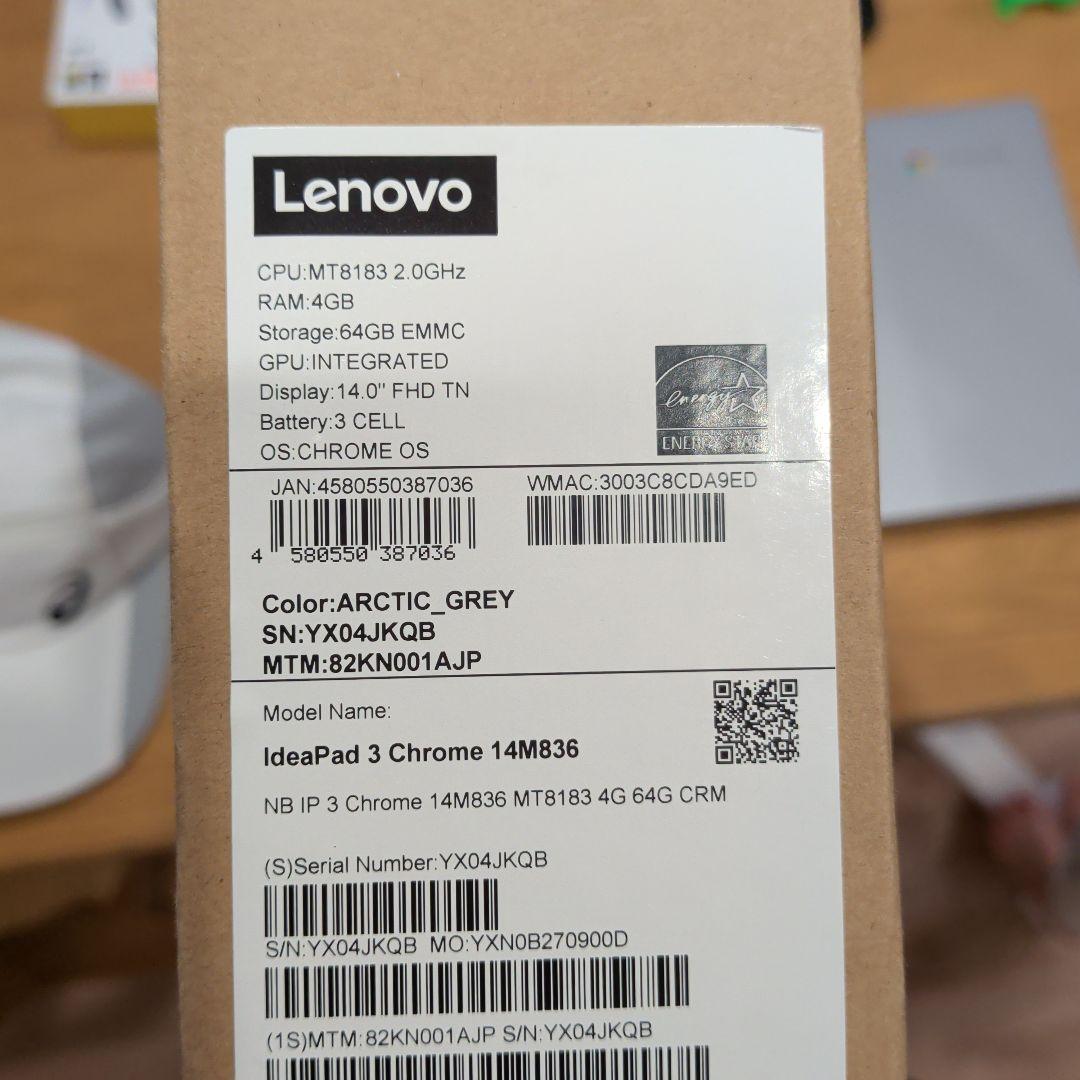 Lenovo
CPU:MT8183 2.0GHz
RAM:4GB
Storage:64GB EMMC
GPU:INTEGRATED
Display:14.0" FHD TN
Battery:3 CELL
OS:CHROME OS
energy
ENERGY STAR
JAN:4580550387036
WMAC:3003C8CDA9ED
4 580550 387036
Color:ARCTIC_GREY
SN:YX04JKQB
MTM:82KN001AJP
Model Name:
IdeaPad 3 Chrome 14M836
NB IP 3 Chrome 14M836 MT8183 4G 64G CRM
(S)Serial Number:YX04JKQB
S/N:YX04JKQB MO:YXN0B270900D
(1S)MTM:82KN001AJP S/N:YX04JKQB